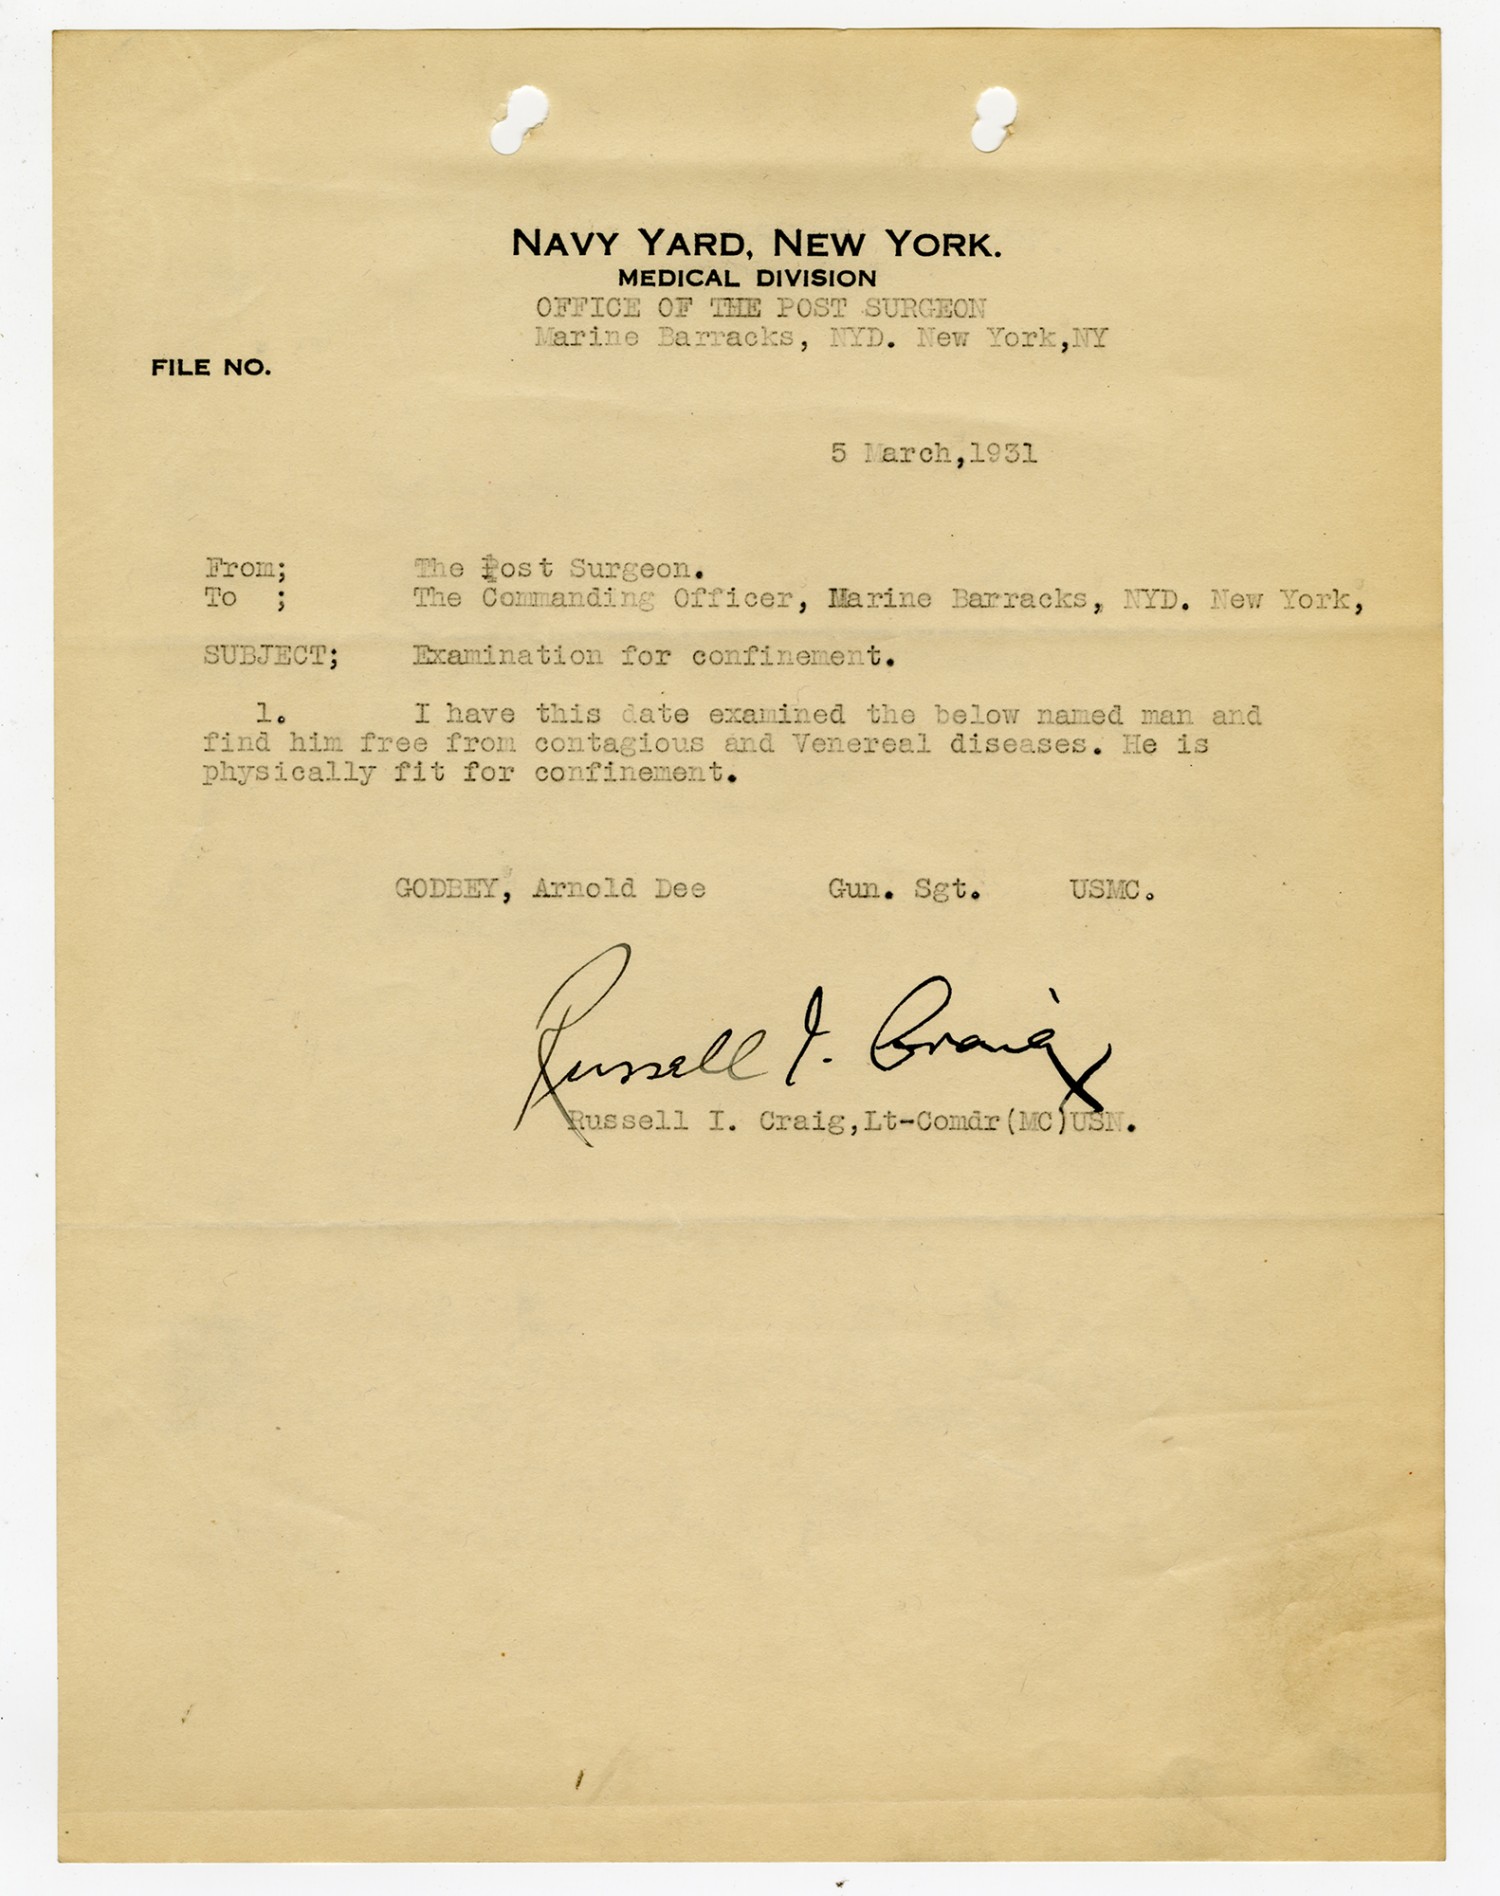 NAVY YARD, NEW YORK.
MEDICAL DIVISION
OFFICE OF THE POST SURGEON
Marine Barracks, NYD. New York,NY
FILE NO.
5 March,1931
From; The Post Surgeon.
To ; The Commanding Officer, Marine Barracks, NYD. New York,
SUBJECT; Examination for confinement.
1. I have this date examined the below named man and
find him free from contagious and Venereal diseases. He is
physically fit for confinement.
GODBEY, Arnold Dee Gun. Sgt. USMC.
Russell I. Craig
Russell I. Craig,Lt-Comdr(MC)USN.